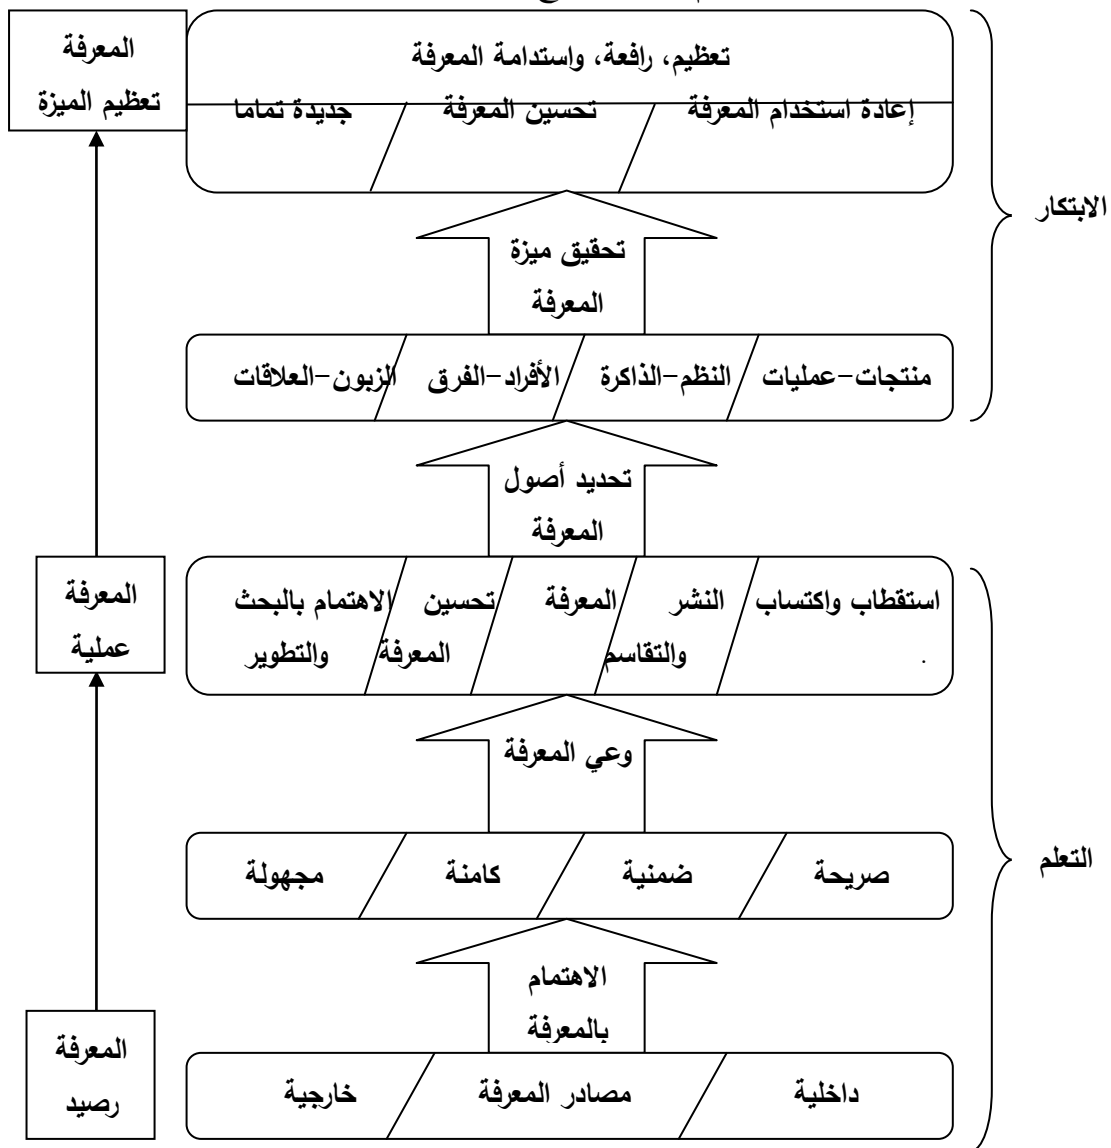 المعرفة
تعظيم الميزة
تعظيم، رافعة، واستدامة المعرفة
إعادة استخدام المعرفة
تحسين المعرفة
جديدة تماما
الابتكار
تحقيق ميزة
المعرفة
منتجات-عمليات
النظم-الذاكرة
الأفراد-الفرق
الزبون-العلاقات
تحديد أصول
المعرفة
استقطاب واكتساب
.
النشر
والتقاسم
المعرفة
تحسين
المعرفة
الاهتمام بالبحث
والتطوير
المعرفة
عملية
وعي المعرفة
صريحة
ضمنية
كامنة
مجهولة
التعلم
الاهتمام
بالمعرفة
داخلية
مصادر المعرفة
خارجية
المعرفة
رصيد